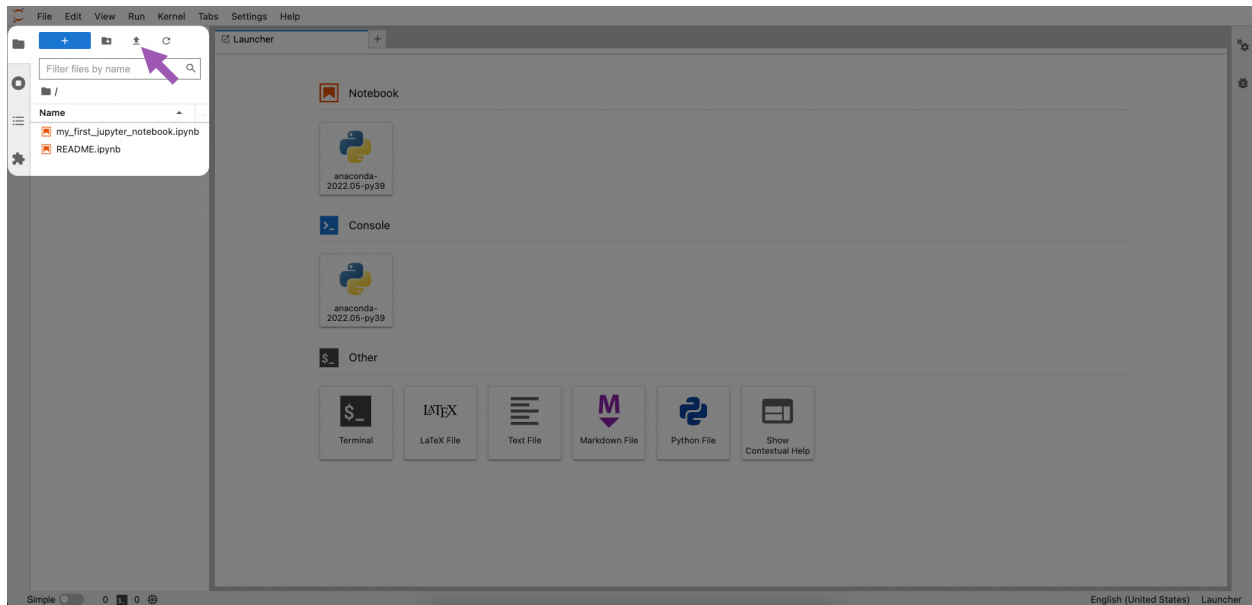 File Edit View Run Kernel Tabs Settings Help
+
Launcher
+
Filter files by name
/
Name
my_first_jupyter_notebook.ipynb
README.ipynb
Notebook
anaconda-
2022.05-py39
>_ Console
anaconda-
2022.05-py39
$_ Other
$_
Terminal
LATEX
LaTeX File
Text File
M
Markdown File
Python File
Show
Contextual Help
Simple 0 $_ 0
English (United States) Launcher